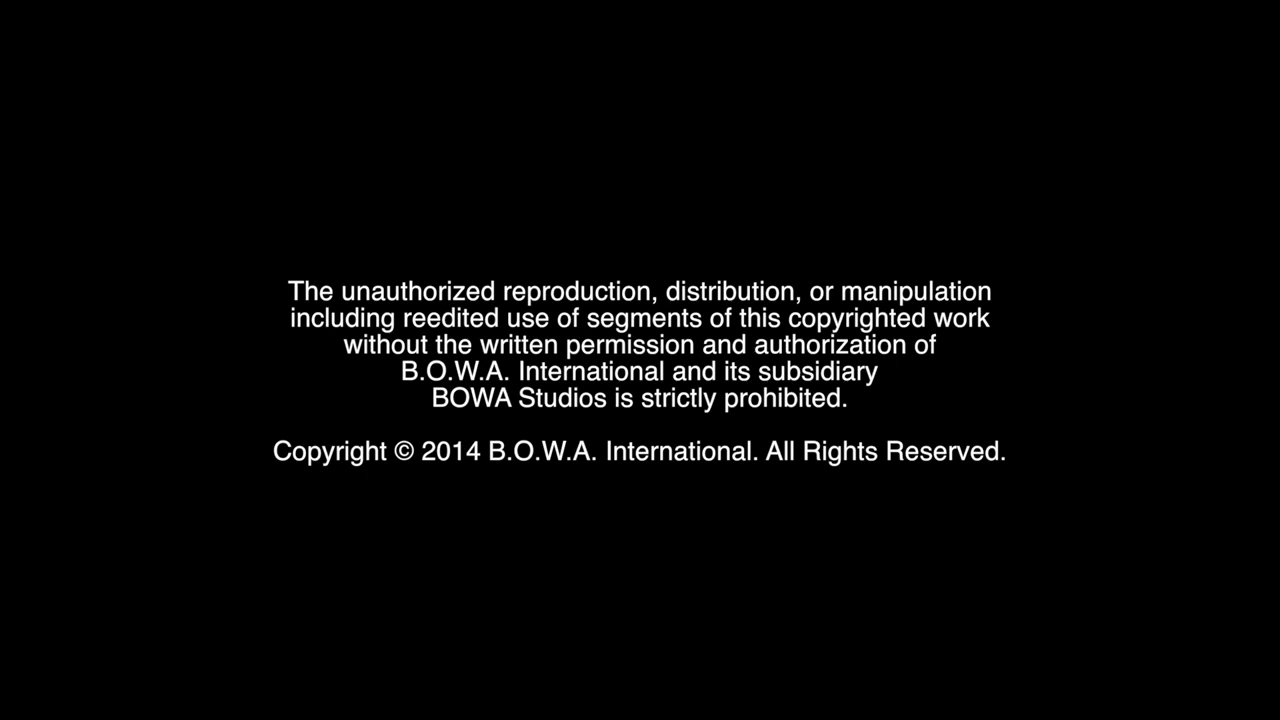 The unauthorized reproduction, distribution, or manipulation
including reedited use of segments of this copyrighted work
without the written permission and authorization of
B.O.W.A. International and its subsidiary
BOWA Studios is strictly prohibited.
Copyright © 2014 B.O.W.A. International. All Rights Reserved.